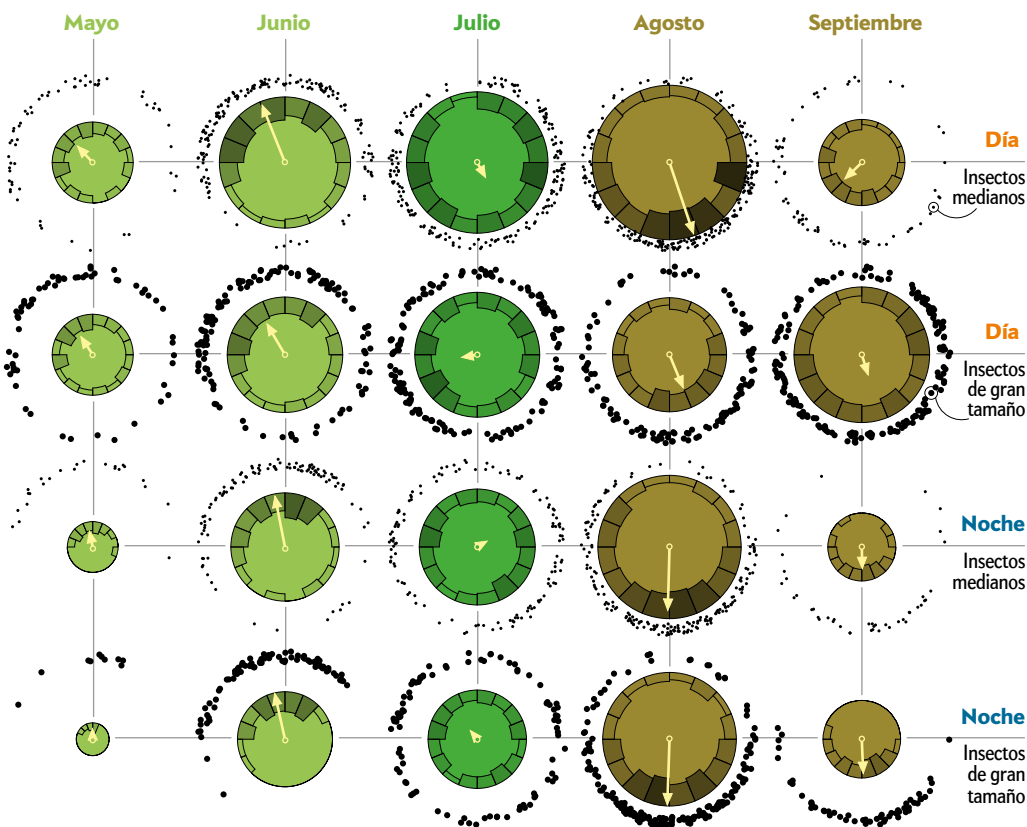 Mayo
Junio
Julio
Agosto
Septiembre
Día
Insectos
medianos
Día
Insectos
de gran
tamaño
Noche
Insectos
medianos
Noche
Insectos
de gran
tamaño